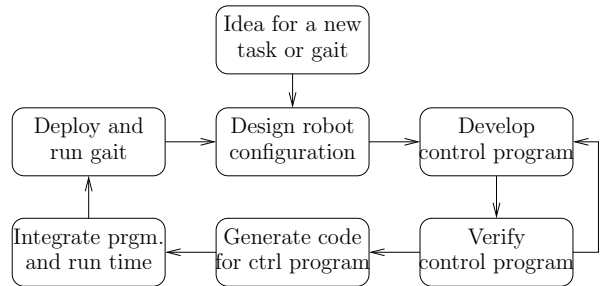 Idea for a new
task or gait
Deploy and
run gait
Design robot
configuration
Develop
control program
Integrate prgm.
and run time
Generate code
for ctrl program
Verify
control program